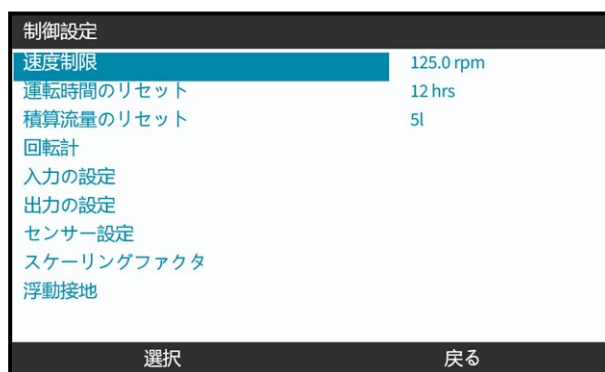 制御設定
速度制限 125.0 rpm
運転時間のリセット 12 hrs
積算流量のリセット 5l
回転計
入力の設定
出力の設定
センサー設定
スケーリングファクタ
浮動接地
選択 戻る